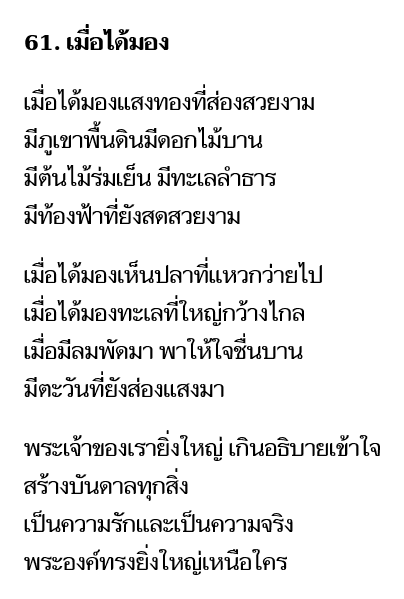 61. เมื่อได้มอง
เมื่อได้มองแสงทองที่ส่องสวยงาม
มีภูเขาพื้นดินมีดอกไม้บาน
มีต้นไม้ร่มเย็น มีทะเลลำธาร
มีท้องฟ้าที่ยังสดสวยงาม
เมื่อได้มองเห็นปลาที่แหวกว่ายไป
เมื่อได้มองทะเลที่ใหญ่กว้างไกล
เมื่อมีลมพัดมา พาให้ใจชื่นบาน
มีตะวันที่ยังส่องแสงมา
พระเจ้าของเรายิ่งใหญ่ เกินอธิบายเข้าใจ
สร้างบันดาลทุกสิ่ง
เป็นความรักและเป็นความจริง
พระองค์ทรงยิ่งใหญ่เหนือใคร